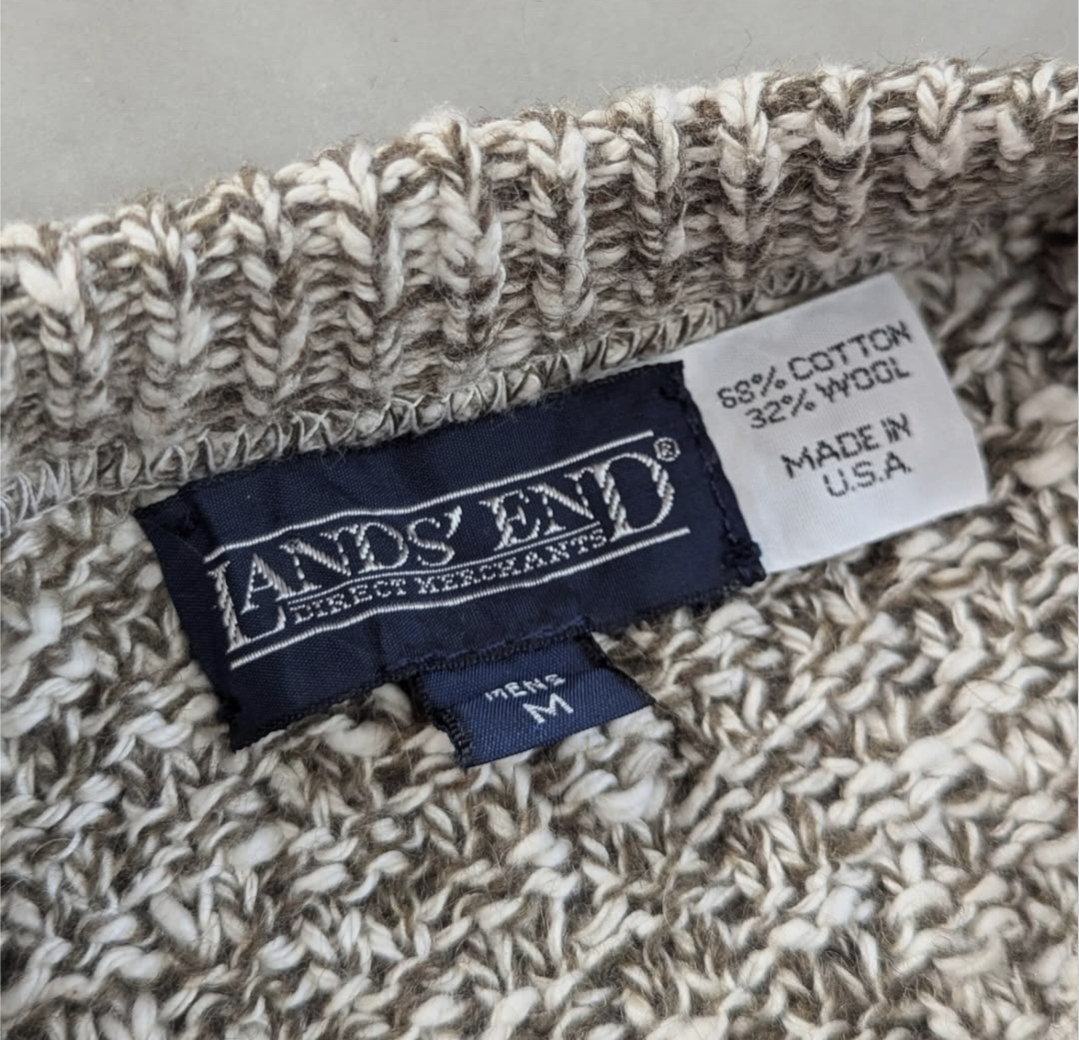 LANDS' END®
DIRECT MERCHANTS
MENS
M
68% COTTON
32% WOOL
MADE IN
U.S.A.